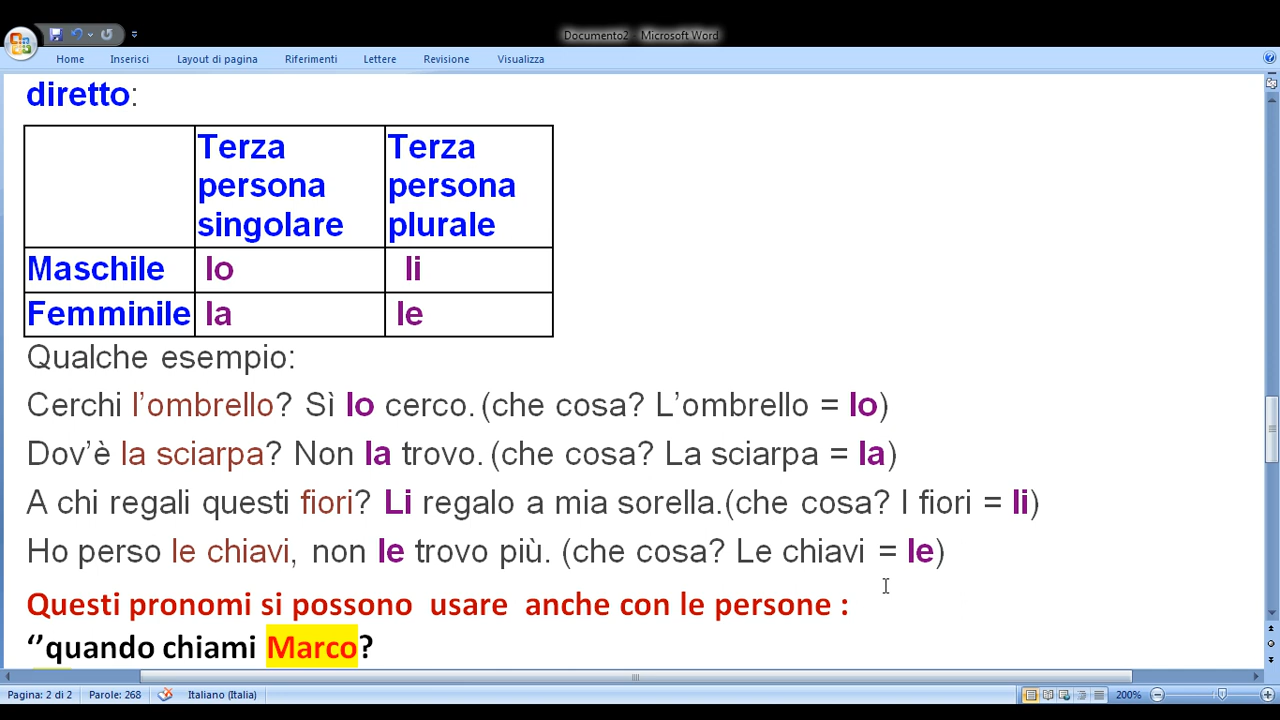 Documento2 - Microsoft Word
Home Inserisci Layout di pagina Riferimenti Lettere Revisione Visualizza
diretto:
Terza persona singolare
Terza persona plurale
Maschile lo li
Femminile la le
Qualche esempio:
Cerchi l’ombrello? Sì lo cerco.(che cosa? L’ombrello = lo)
Dov’è la sciarpa? Non la trovo.(che cosa? La sciarpa = la)
A chi regali questi fiori? Li regalo a mia sorella.(che cosa? I fiori = li)
Ho perso le chiavi, non le trovo più. (che cosa? Le chiavi = le)
Questi pronomi si possono usare anche con le persone :
‘’quando chiami Marco?
Pagina: 2 di 2 Parole: 268 Italiano (Italia) 200%